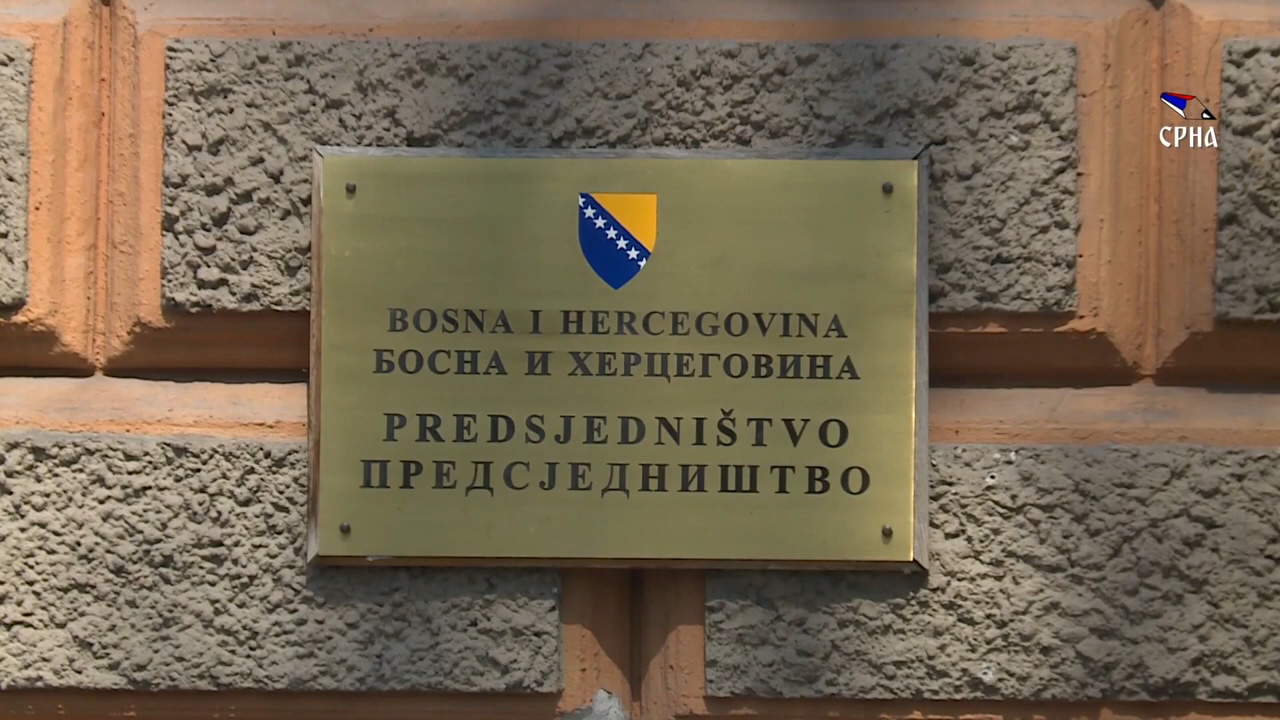 СРНА
BOSNA I HERCEGOVINA
БОСНА И ХЕРЦЕГОВИНА
PREDSJEDNIŠTVO
ПРЕДСЈЕДНИШТВО